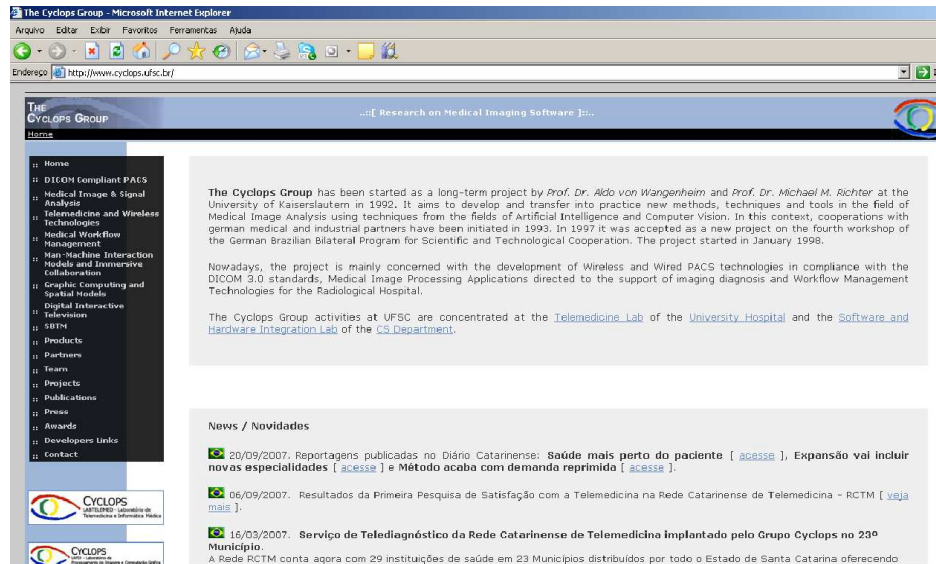 The Cyclops Group - Microsoft Internet Explorer
Arquivo Editar Exibir Favoritos Ferramentas Ajuda
Endereço http://www.cyclops.ufsc.br/
THE
CYCLOPS GROUP
..::[ Research on Medical Imaging Software ]::..
Home
:: Home
:: DICOM Compliant PACS
:: Medical Image & Signal
Analysis
:: Telemedicine and Wireless
Technologies
:: Medical Workflow
Management
:: Man-Machine Interaction
Models and Immersive
Collaboration
:: Graphic Computing and
Spatial Models
:: Digital Interactive
Television
:: SBTM
:: Products
:: Partners
:: Team
:: Projects
:: Publications
:: Press
:: Awards
:: Developers Links
:: Contact
CYCLOPS
LABTELEMED - Laboratório de
Telemedicina e Informática Médica
CYCLOPS
The Cyclops Group has been started as a long-term project by Prof. Dr. Aldo von Wangenheim and Prof. Dr. Michael M. Richter at the
University of Kaiserslautern in 1992. It aims to develop and transfer into practice new methods, techniques and tools in the field of
Medical Image Analysis using techniques from the fields of Artificial Intelligence and Computer Vision. In this context, cooperations with
german medical and industrial partners have been initiated in 1993. In 1997 it was accepted as a new project on the fourth workshop of
the German Brazilian Bilateral Program for Scientific and Technological Cooperation. The project started in January 1998.
Nowadays, the project is mainly concerned with the development of Wireless and Wired PACS technologies in compliance with the
DICOM 3.0 standards, Medical Image Processing Applications directed to the support of imaging diagnosis and Workflow Management
Technologies for the Radiological Hospital.
The Cyclops Group activities at UFSC are concentrated at the Telemedicine Lab of the University Hospital and the Software and
Hardware Integration Lab of the CS Department.
News / Novidades
20/09/2007. Reportagens publicadas no Diário Catarinense: Saúde mais perto do paciente [ acesse ], Expansão vai incluir
novas especialidades [ acesse ] e Método acaba com demanda reprimida [ acesse ].
06/09/2007. Resultados da Primeira Pesquisa de Satisfação com a Telemedicina na Rede Catarinense de Telemedicina - RCTM [ veja
mais ].
16/03/2007. Serviço de Telediagnóstico da Rede Catarinense de Telemedicina implantado pelo Grupo Cyclops no 23º
Município.
A Rede RCTM conta agora com 29 instituições de saúde em 23 Municípios distribuídos por todo o Estado de Santa Catarina oferecendo